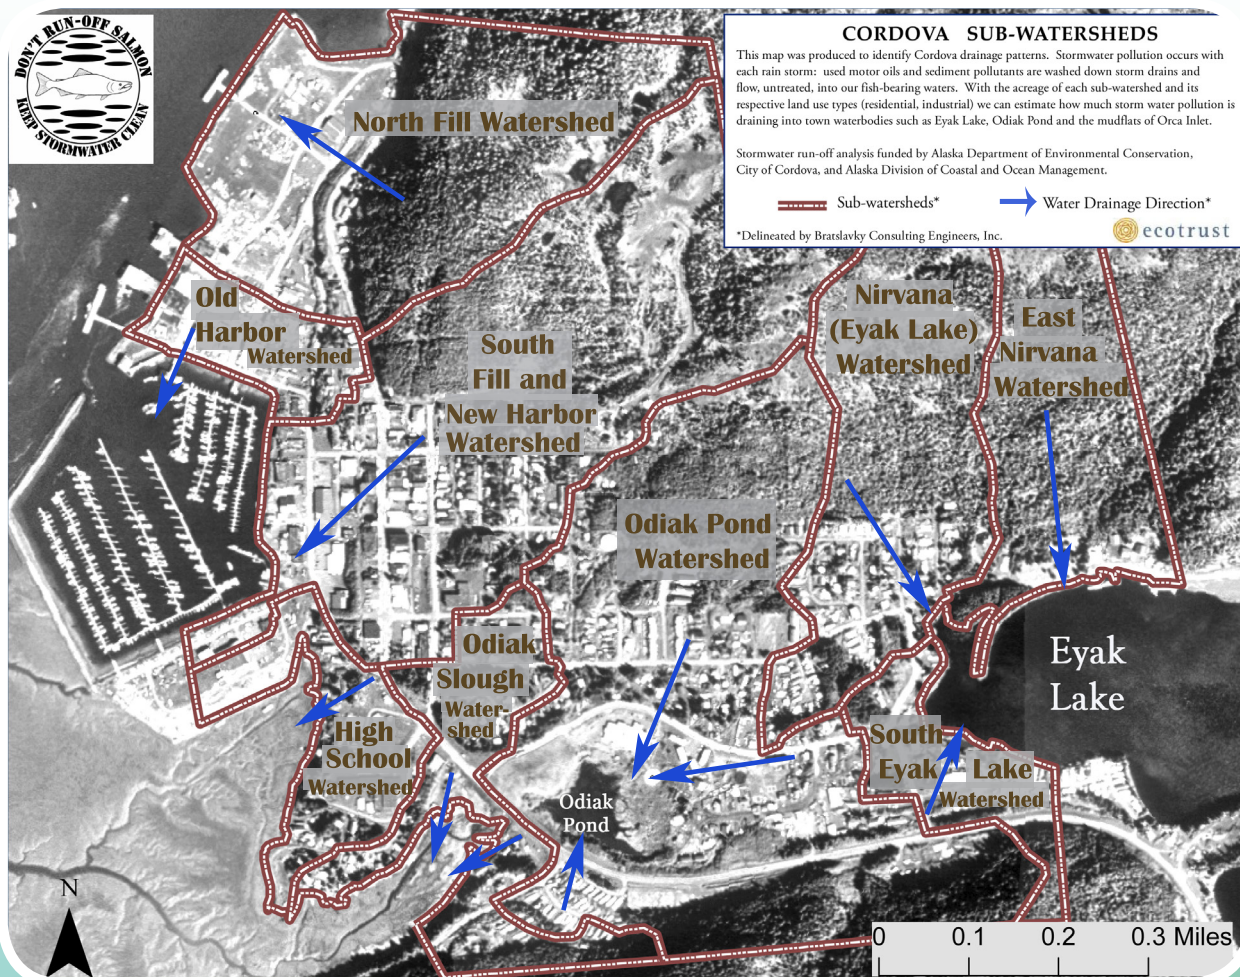 DON'T RUN-OFF SALMON
KEEP STORMWATER CLEAN
CORDOVA SUB-WATERSHEDS
This map was produced to identify Cordova drainage patterns. Stormwater pollution occurs with
each rain storm: used motor oils and sediment pollutants are washed down storm drains and
flow, untreated, into our fish-bearing waters. With the acreage of each sub-watershed and its
respective land use types (residential, industrial) we can estimate how much storm water pollution is
draining into town waterbodies such as Eyak Lake, Odiak Pond and the mudflats of Orca Inlet.
Stormwater run-off analysis funded by Alaska Department of Environmental Conservation,
City of Cordova, and Alaska Division of Coastal and Ocean Management.
Sub-watersheds*
Water Drainage Direction*
*Delineated by Bratslavky Consulting Engineers, Inc.
ecotrust
North Fill Watershed
Old
Harbor
Watershed
South
Fill and
New Harbor
Watershed
Nirvana
(Eyak Lake)
Watershed
East
Nirvana
Watershed
Odiak Pond
Watershed
Odiak
Slough
Water-
shed
Eyak
Lake
High
School
Watershed
South
Eyak Lake
Watershed
Odiak
Pond
N
0 0.1 0.2 0.3 Miles